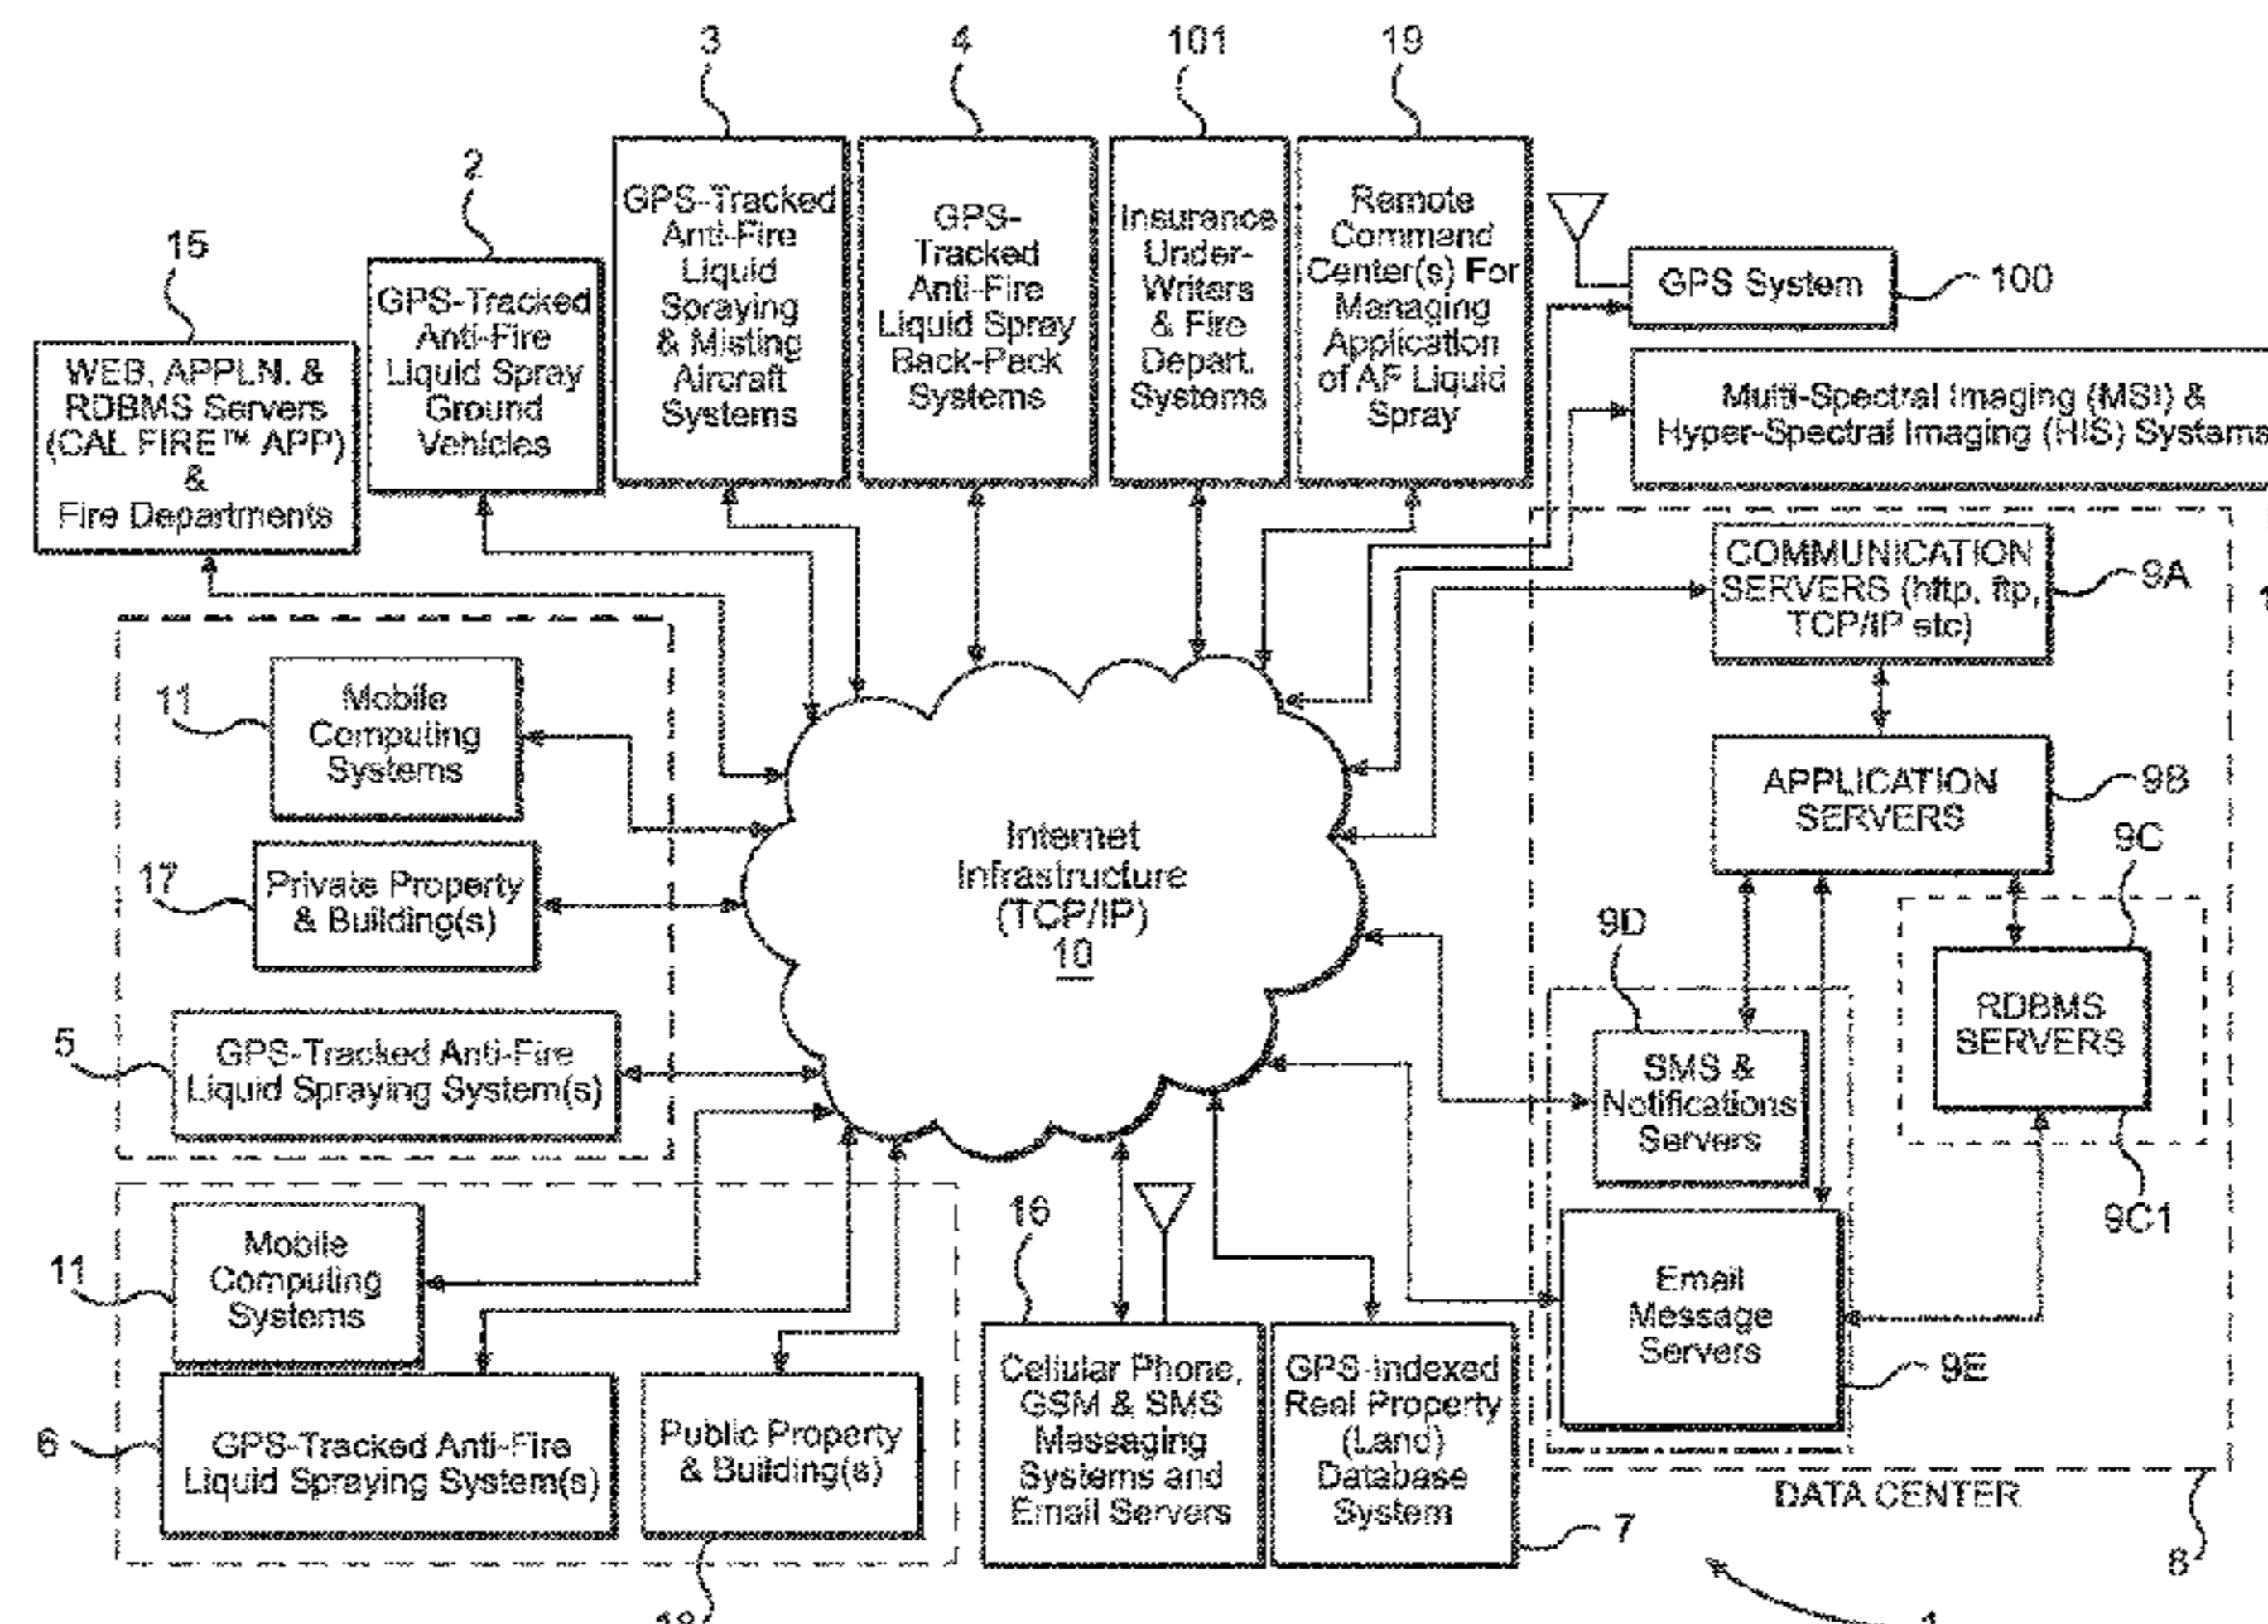 3
4
101
19
2
15
GPS-Tracked
Anti-Fire
Liquid
Spraying
& Misting
Aircraft
Systems
GPS-
Tracked
Anti-Fire
Liquid Spray
Back-Pack
Systems
Insurance
Under-
Writers
& Fire
Depart.
Systems
Remote
Command
Center(s) For
Managing
Application
of AF Liquid
Spray
GPS System
100
GPS-Tracked
Anti-Fire
Liquid Spray
Ground
Vehicles
WEB, APPLN. &
RDBMS Servers
(CAL FIRE™ APP)
&
Fire Departments
Multi-Spectral Imaging (MSI) &
Hyper-Spectral Imaging (HIS) Systems
COMMUNICATION
SERVERS (http, ftp,
TCP/IP etc)
9A
11
Mobile
Computing
Systems
APPLICATION
SERVERS
9B
17
Private Property
& Building(s)
Internet
Infrastructure
(TCP/IP)
10
9C
9D
RDBMS
SERVERS
5
GPS-Tracked Anti-Fire
Liquid Spraying System(s)
SMS &
Notifications
Servers
9C1
11
Mobile
Computing
Systems
16
Email
Message
Servers
9E
6
GPS-Tracked Anti-Fire
Liquid Spraying System(s)
Public Property
& Building(s)
Cellular Phone,
GSM & SMS
Messaging
Systems and
Email Servers
GPS-Indexed
Real Property
(Land)
Database
System
7
DATA CENTER
8
18
1